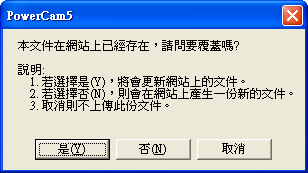 PowerCam5
本文件在網站上已經存在，請問要覆蓋嗎?
說明:
1. 若選擇是(Y)，將會更新網站上的文件。
2. 若選擇否(N)，則會在網站上產生一份新的文件。
3. 取消則不上傳此份文件。
是(Y) 否(N) 取消